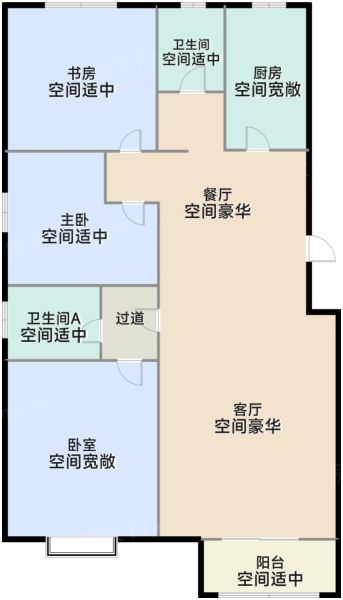 书房
空间适中
卫生间
空间适中
厨房
空间宽敞
主卧
空间适中
餐厅
空间豪华
卫生间A
空间适中
过道
卧室
空间宽敞
客厅
空间豪华
阳台
空间适中